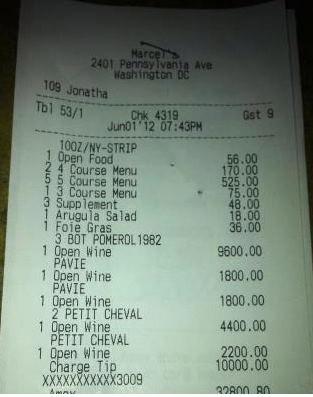 Marcel's
2401 Pennsylvania Ave
Washington DC
109 Jonatha
Tbl 53/1 Chk 4319 Gst 9
Jun01'12 07:43PM
10OZ/NY-STRIP
1 Open Food 56.00
2 4 Course Menu 170.00
5 5 Course Menu 525.00
1 3 Course Menu 75.00
3 Supplement 48.00
1 Arugula Salad 18.00
1 Foie Gras 36.00
3 BOT POMEROL1982
1 Open Wine 9600.00
PAVIE
1 Open Wine 1800.00
PAVIE
1 Open Wine 1800.00
2 PETIT CHEVAL
1 Open Wine 4400.00
PETIT CHEVAL
1 Open Wine 2200.00
Charge Tip 10000.00
XXXXXXXXXXX3009
Amex 32800.80